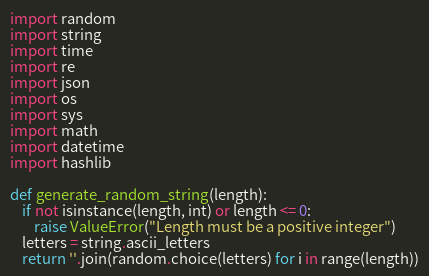 import random
import string
import time
import re
import json
import os
import sys
import math
import datetime
import hashlib

def generate_random_string(length):
    if not isinstance(length, int) or length <= 0:
        raise ValueError("Length must be a positive integer")
    letters = string.ascii_letters
    return ''.join(random.choice(letters) for i in range(length))